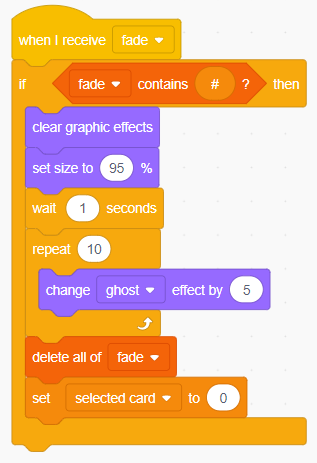 when I receive fade
if fade contains # ? then
clear graphic effects
set size to 95 %
wait 1 seconds
repeat 10
change ghost effect by 5
delete all of fade
set selected card to 0